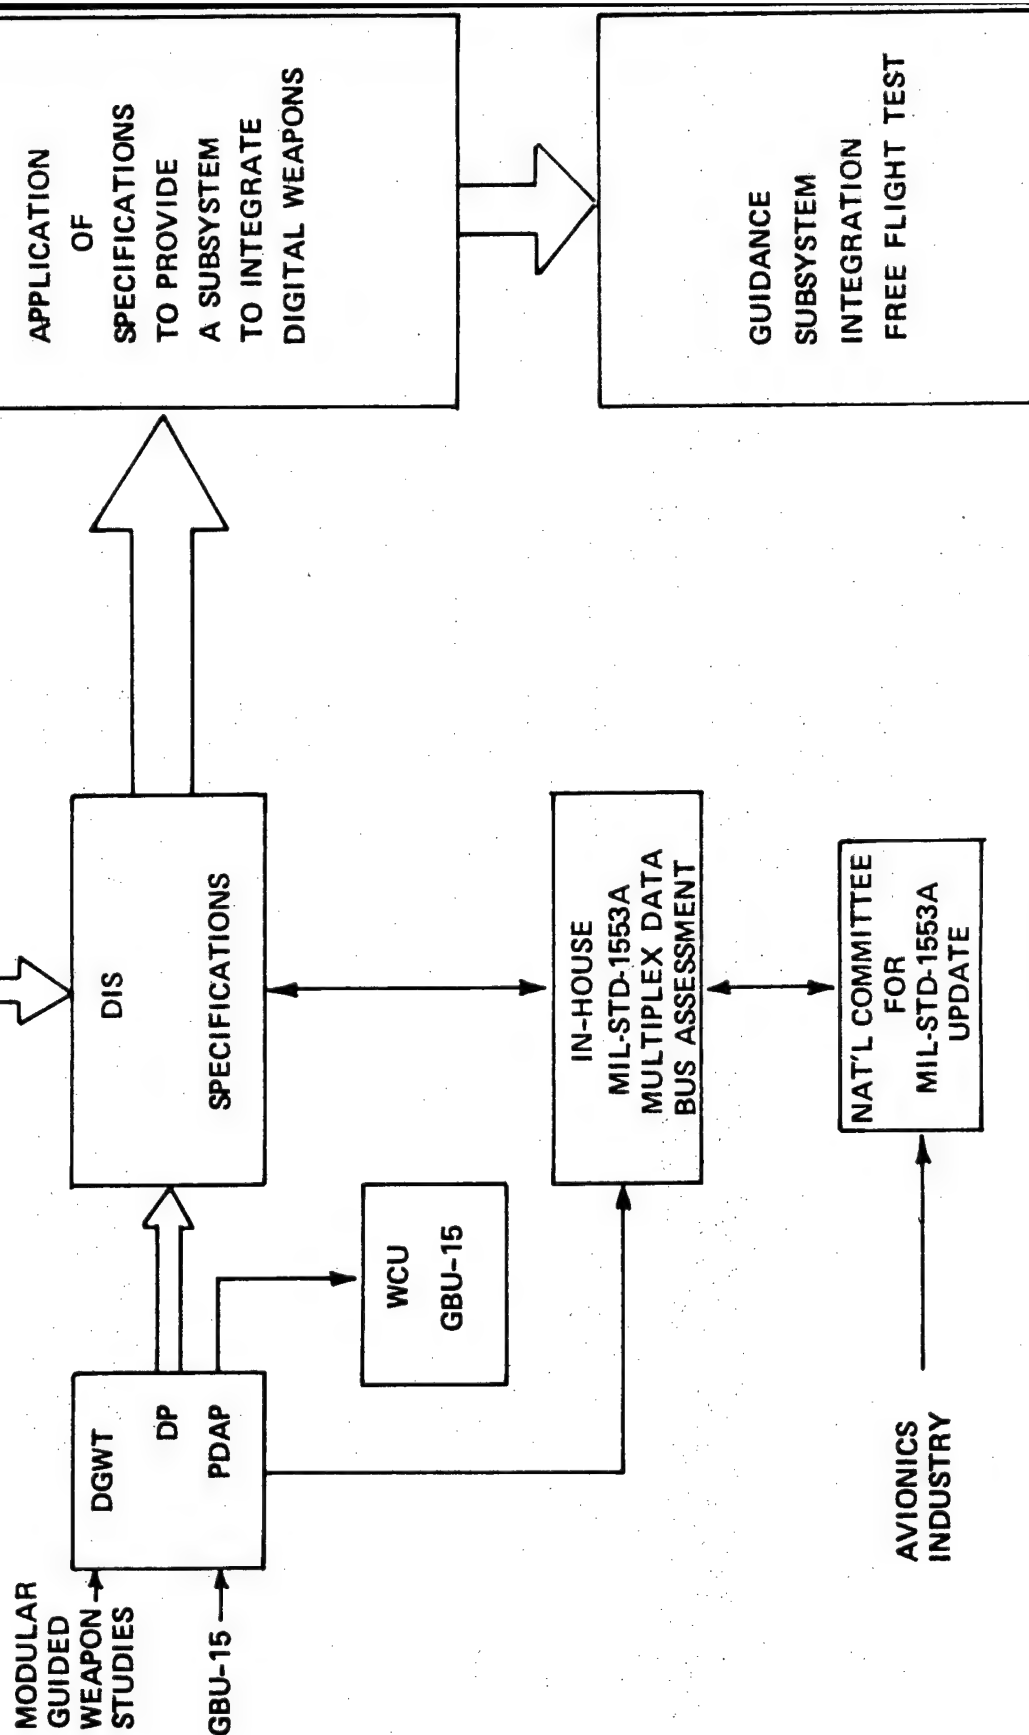 MODULAR
GUIDED
WEAPON
STUDIES
GBU-15
DGWT
DP
PDAP
WCU
GBU-15
DIS
SPECIFICATIONS
APPLICATION
OF
SPECIFICATIONS
TO PROVIDE
A SUBSYSTEM
TO INTEGRATE
DIGITAL WEAPONS
IN-HOUSE
MIL-STD-1553A
MULTIPLEX DATA
BUS ASSESSMENT
GUIDANCE
SUBSYSTEM
INTEGRATION
FREE FLIGHT TEST
AVIONICS
INDUSTRY
NAT'L COMMITTEE
FOR
MIL-STD-1553A
UPDATE